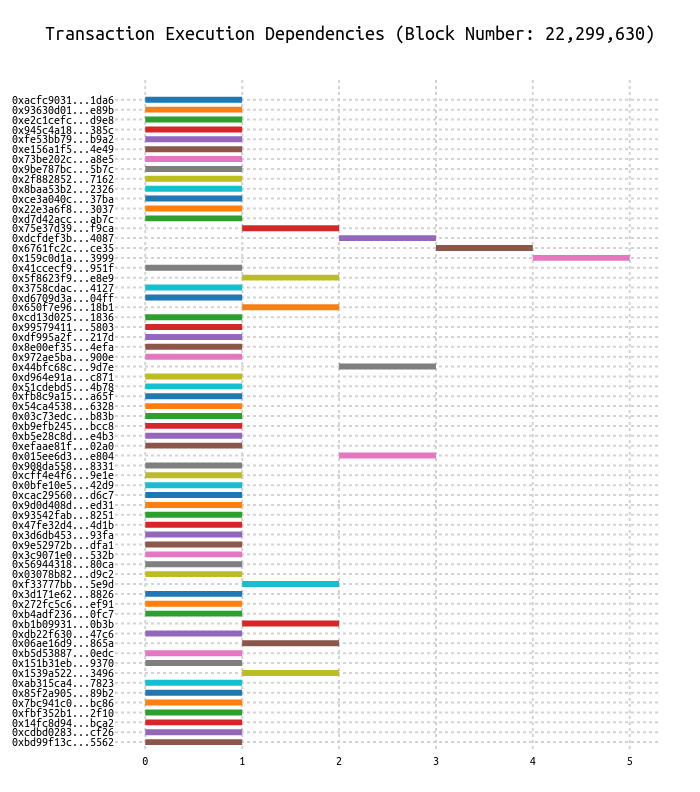 Transaction Execution Dependencies (Block Number: 22,299,630)
0xacfc9031...1da6
0x93630d01...e89b
0xe2c1cefc...d9e8
0x945c4a18...385c
0xfe53bb79...b9a2
0xe156a1f5...4e49
0x73be202c...a8e5
0x9be787bc...5b7c
0x2f882852...7162
0x8baa53b2...2326
0xce3a040c...37ba
0x22e3a6f8...3037
0xd7d42acc...ab7c
0x75e37d39...f9ca
0xdcfdef3b...4087
0x6761fc2c...ce35
0x159c0d1a...3999
0x41ccecf9...951f
0x5f8623f9...e8e9
0x3758cdac...4127
0xd6709d3a...04ff
0x650f7e96...18b1
0xcd13d025...1836
0x99579411...5803
0xdf995a2f...217d
0x8e00ef35...4efa
0x972ae5ba...900e
0x44bfc68c...9d7e
0xd964e91a...c871
0x51cdebd5...4b78
0xfb8c9a15...a65f
0x54ca4538...6328
0x03c73edc...b83b
0xb9efb245...bcc8
0xb5e28c8d...e4b3
0xefaae81f...02a0
0x015ee6d3...e804
0x908da558...8331
0xcff4e4f6...9e1e
0x0bfe10e5...42d9
0xcac29560...d6c7
0x9d0d408d...ed31
0x93542fab...8251
0x47fe32d4...4d1b
0x3d6db453...93fa
0x9e52972b...dfa1
0x3c9071e0...532b
0x56944318...80ca
0x03078b82...d9c2
0xf33777bb...5e9d
0x3d171e62...8826
0x272fc5c6...ef91
0xb4adf236...0fc7
0xb1b09931...0b3b
0xdb22f630...47c6
0x06ae16d9...865a
0xb5d53887...0edc
0x151b31eb...9370
0x1539a522...3496
0xab315ca4...7823
0x85f2a905...89b2
0x7bc941c0...bc86
0xfbf352b1...2f10
0x14fc8d94...bca2
0xcdbd0283...cf26
0xbd99f13c...5562
0 1 2 3 4 5